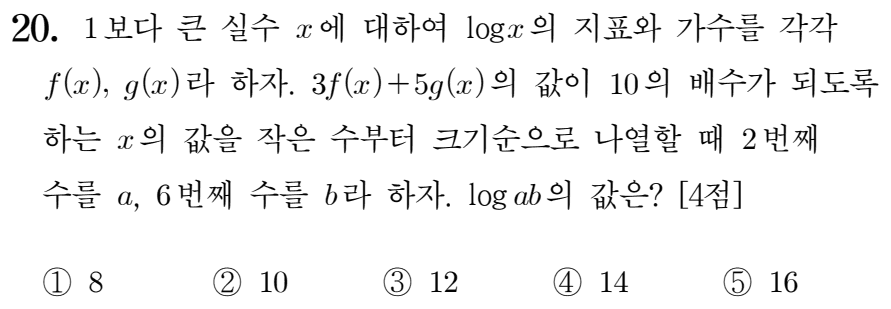 20. 1보다 큰 실수 x에 대하여 logx의 지표와 가수를 각각
f(x), g(x)라 하자. 3f(x)+5g(x)의 값이 10의 배수가 되도록
하는 x의 값을 작은 수부터 크기순으로 나열할 때 2번째
수를 a, 6번째 수를 b라 하자. log ab의 값은? [4점]
① 8 ② 10 ③ 12 ④ 14 ⑤ 16